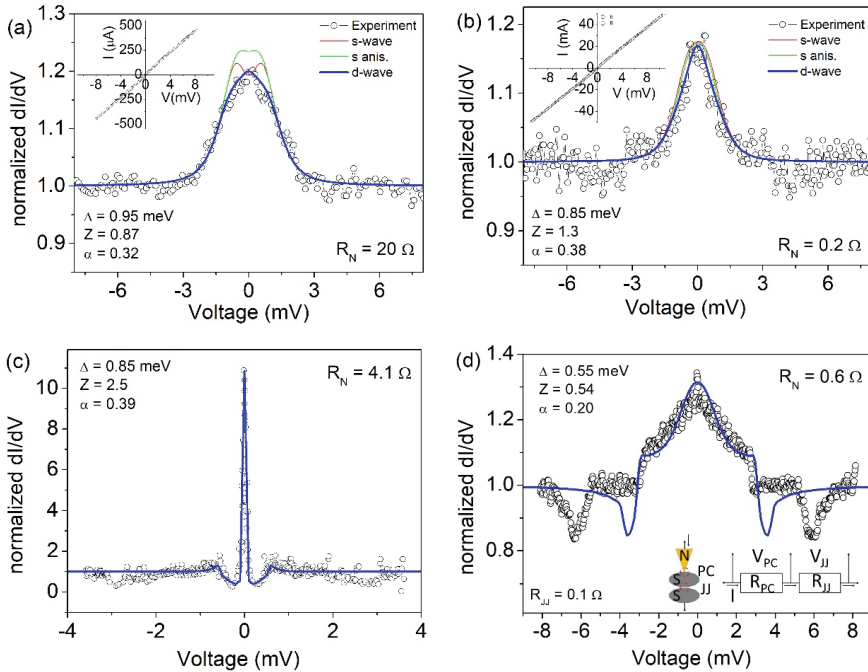 (a)
I (µA)
500
250
0
-250
-500
-8 -4 0 4 8
V(mV)
Experiment
s-wave
s anis.
d-wave
normalized dI/dV
1.3
1.2
1.1
1.0
0.9
Δ = 0.95 meV
Z = 0.87
α = 0.32
R_N = 20 Ω
-6 -3 0 3 6
Voltage (mV)
(b)
I (mA)
40
20
0
-20
-40
-8 -4 0 4 8
V (mV)
B
B
Experiment
s-wave
s anis.
d-wave
normalized dI/dV
1.2
1.1
1.0
0.9
Δ = 0.85 meV
Z = 1.3
α = 0.38
R_N = 0.2 Ω
-6 -3 0 3 6
Voltage (mV)
(c)
Δ = 0.85 meV
Z = 2.5
α = 0.39
R_N = 4.1 Ω
normalized dI/dV
10
8
6
4
2
0
-4 -2 0 2 4
Voltage (mV)
(d)
Δ = 0.55 meV
Z = 0.54
α = 0.20
R_N = 0.6 Ω
normalized dI/dV
1.4
1.2
1.0
0.8
N
S PC
S JJ
V_PC V_JJ
R_PC R_JJ
I
R_JJ = 0.1 Ω
-8 -6 -4 -2 0 2 4 6 8
Voltage (mV)